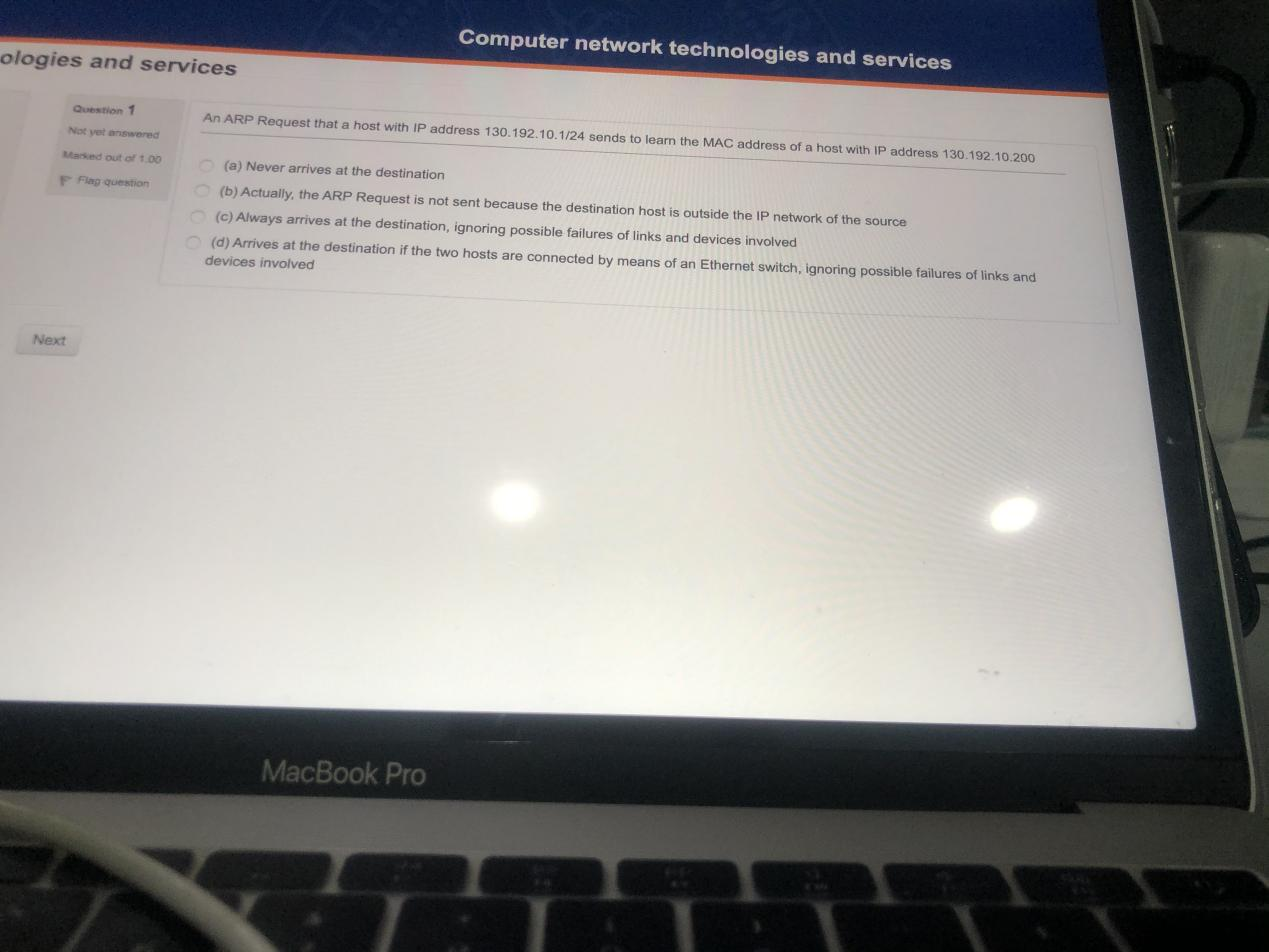 Computer network technologies and services
ologies and services
Question 1
Not yet answered
Marked out of 1.00
Flag question
An ARP Request that a host with IP address 130.192.10.1/24 sends to learn the MAC address of a host with IP address 130.192.10.200
(a) Never arrives at the destination
(b) Actually, the ARP Request is not sent because the destination host is outside the IP network of the source
(c) Always arrives at the destination, ignoring possible failures of links and devices involved
(d) Arrives at the destination if the two hosts are connected by means of an Ethernet switch, ignoring possible failures of links and
devices involved
Next
MacBook Pro